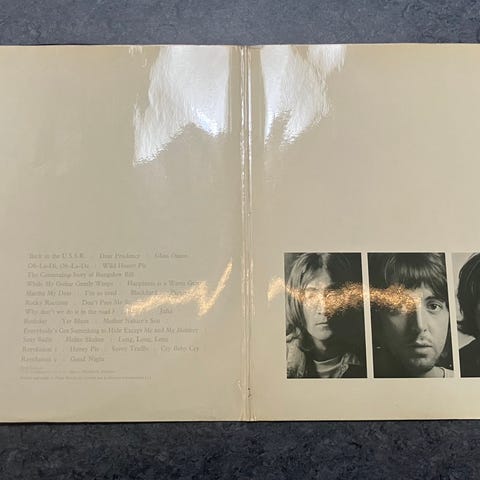 Back in the U.S.S.R. Dear Prudence Glass Onion
Ob-La-Di, Ob-La-Da Wild Honey Pie
The Continuing Story of Bungalow Bill
While My Guitar Gently Weeps Happiness is a Warm Gun
Martha My Dear I'm so tired Blackbird
Rocky Raccoon Don't Pass Me
Why don't we do it in the road Julia
Birthday Yer Blues Mother Nature's Son
Everybody's Got Something to Hide Except Me and My Monkey
Sexy Sadie Helter Skelter Long, Long, Long
Revolution 1 Honey Pie Savoy Truffle Cry Baby Cry
Revolution 9 Good Night